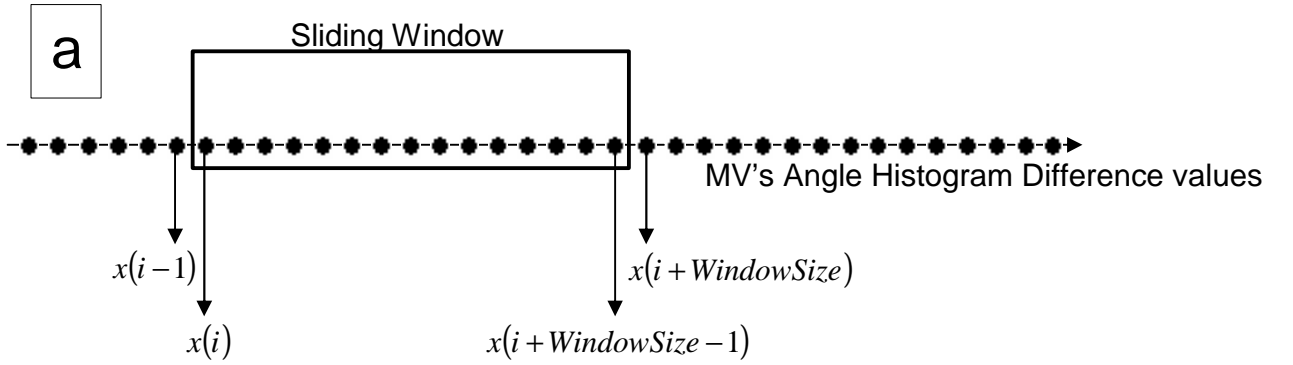 a
Sliding Window
MV's Angle Histogram Difference values
x(i−1)
x(i+WindowSize)
x(i)
x(i+WindowSize−1)